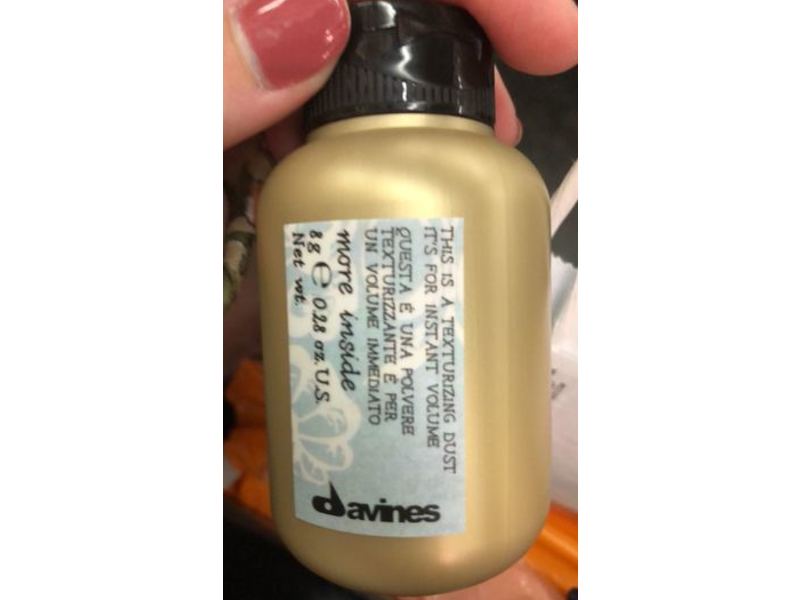 THIS IS A TEXTURIZING DUST
IT'S FOR INSTANT VOLUME
QUESTA É UNA POLVERE
TEXTURIZZANTE É PER
UN VOLUME IMMEDIATO
more inside
8 g e 0.28 oz. U.S.
Net wt.
davines